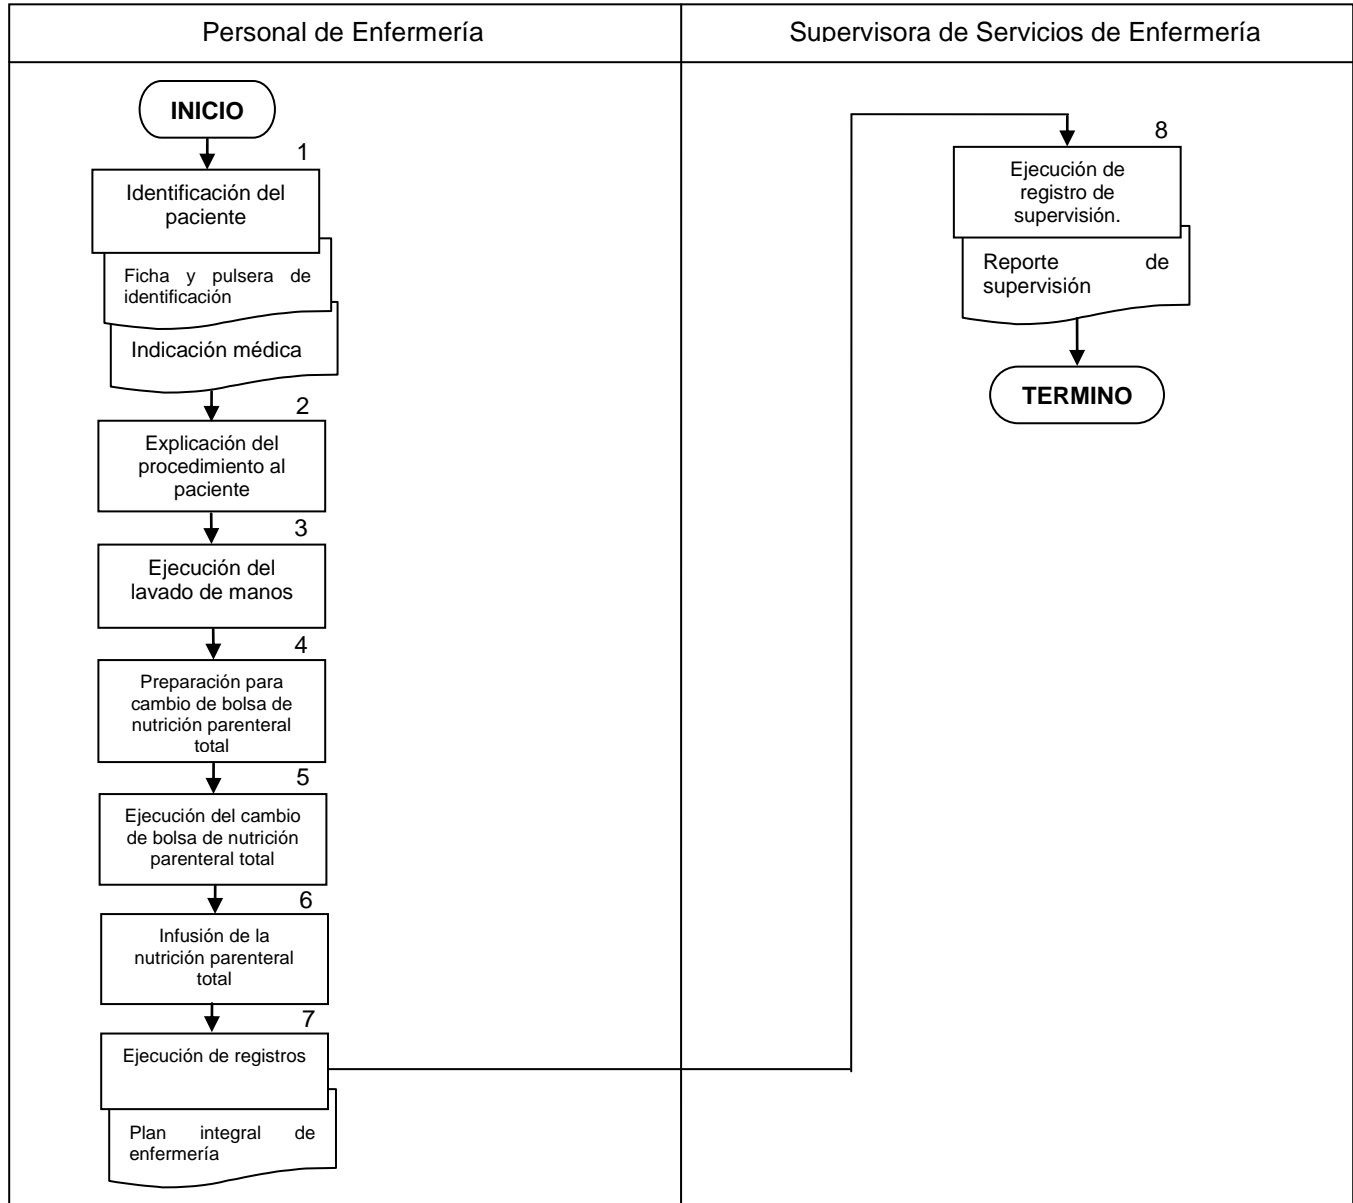 Personal de Enfermería
Supervisora de Servicios de Enfermería
INICIO
1
Identificación del
paciente
Ficha y pulsera de
identificación
Indicación médica
2
Explicación del
procedimiento al
paciente
3
Ejecución del
lavado de manos
4
Preparación para
cambio de bolsa de
nutrición parenteral
total
5
Ejecución del cambio
de bolsa de nutrición
parenteral total
6
Infusión de la
nutrición parenteral
total
7
Ejecución de registros
Plan integral de
enfermería
8
Ejecución de
registro de
supervisión.
Reporte de
supervisión
TERMINO